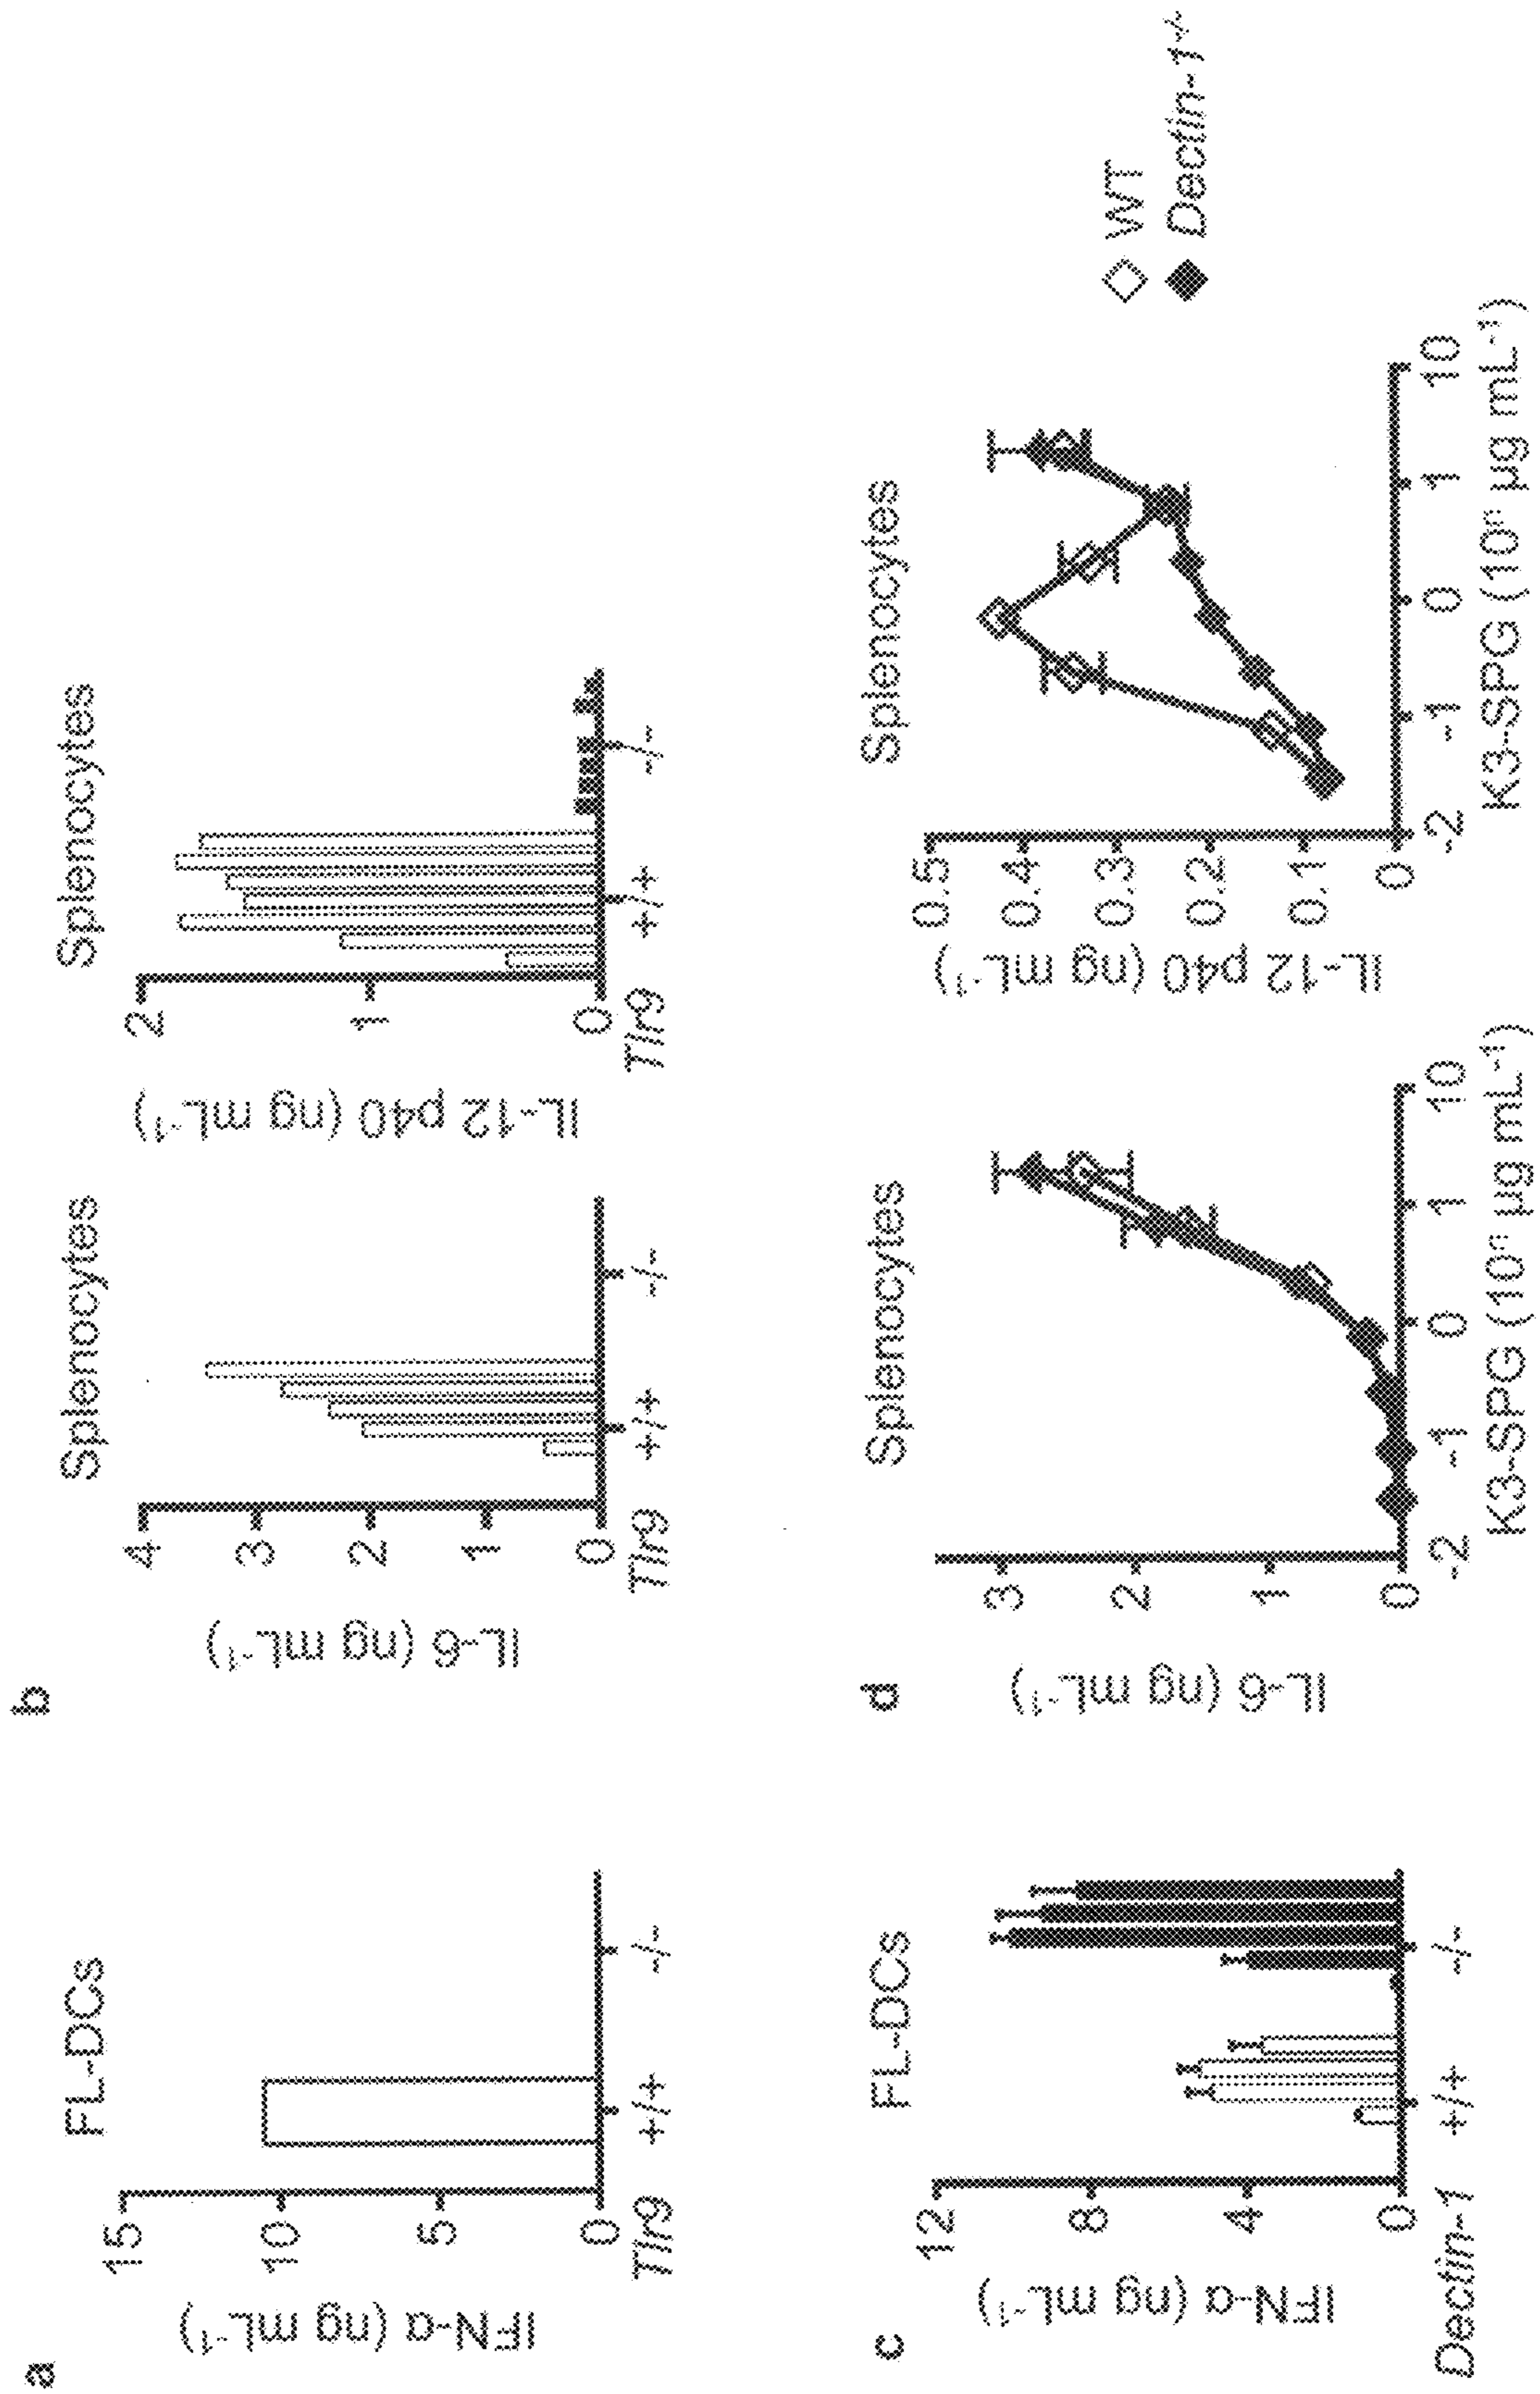 a
FL-DCs
IFN-α (ng mL⁻¹)
15
10
5
0
Tlr9
+/+
-/-
b
Splenocytes
IL-6 (ng mL⁻¹)
4
3
2
1
0
Tlr9
+/+
-/-
Splenocytes
IL-12 p40 (ng mL⁻¹)
2
1
0
Tlr9
+/+
-/-
c
FL-DCs
IFN-α (ng mL⁻¹)
12
8
4
0
Dectin-1
+/+
-/-
d
Splenocytes
IL-6 (ng mL⁻¹)
3
2
1
0
-2 -1 0 1 10
K3-SPG (10ⁿ μg mL⁻¹)
Splenocytes
IL-12 p40 (ng mL⁻¹)
0.5
0.4
0.3
0.2
0.1
0
-2 -1 0 1 10
K3-SPG (10ⁿ μg mL⁻¹)
WT
Dectin-1⁻/⁻